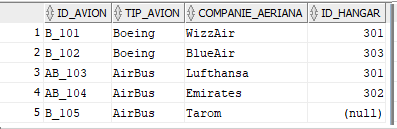 ID_AVION TIP_AVION COMPANIE_AERIANA ID_HANGAR
1 B_101 Boeing WizzAir 301
2 B_102 Boeing BlueAir 303
3 AB_103 AirBus Lufthansa 301
4 AB_104 AirBus Emirates 302
5 B_105 AirBus Tarom (null)